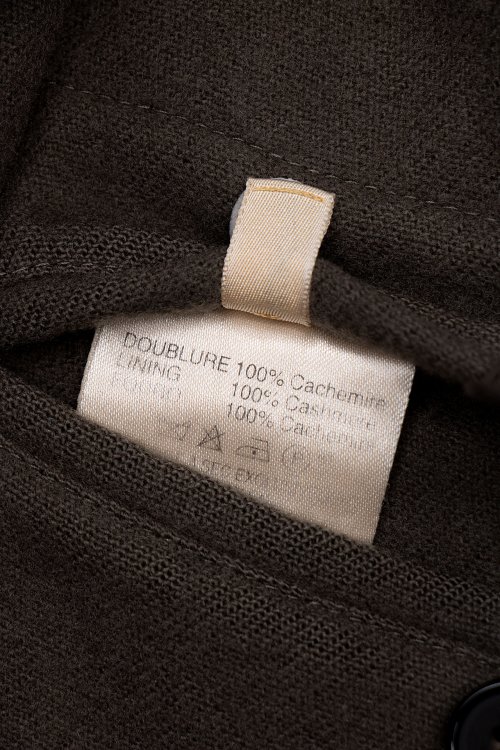 DOUBLURE 100% Cachemire
LINING 100% Cashmere
100% Cachemire